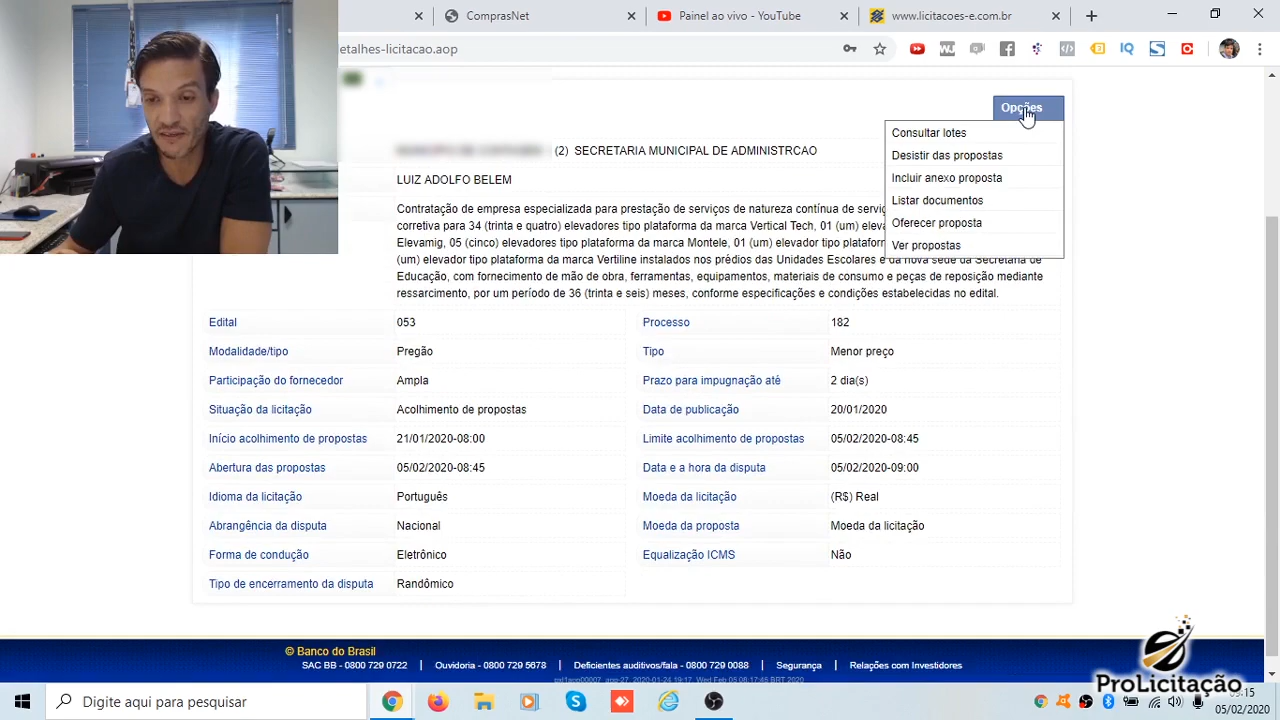 ComprasNet
Painel ao vivo - YouTube
www.licitacoes-e.com.br
etalhes-licitacao.aop
Opções
Consultar lotes
Desistir das propostas
Incluir anexo proposta
Listar documentos
Oferecer proposta
Ver propostas
(2) SECRETARIA MUNICIPAL DE ADMINISTRCAO
LUIZ ADOLFO BELEM
Contratação de empresa especializada para prestação de serviços de natureza contínua de serviç
corretiva para 34 (trinta e quatro) elevadores tipo plataforma da marca Vertical Tech, 01 (um) eleva
Elevamig, 05 (cinco) elevadores tipo plataforma da marca Montele, 01 (um) elevador tipo plataform
(um) elevador tipo plataforma da marca Vertiline instalados nos prédios das Unidades Escolares e da nova sede da Secretaria de
Educação, com fornecimento de mão de obra, ferramentas, equipamentos, materiais de consumo e peças de reposição mediante
ressarcimento, por um período de 36 (trinta e seis) meses, conforme especificações e condições estabelecidas no edital.
Edital 053 Processo 182
Modalidade/tipo Pregão Tipo Menor preço
Participação do fornecedor Ampla Prazo para impugnação até 2 dia(s)
Situação da licitação Acolhimento de propostas Data de publicação 20/01/2020
Início acolhimento de propostas 21/01/2020-08:00 Limite acolhimento de propostas 05/02/2020-08:45
Abertura das propostas 05/02/2020-08:45 Data e a hora da disputa 05/02/2020-09:00
Idioma da licitação Português Moeda da licitação (R$) Real
Abrangência da disputa Nacional Moeda da proposta Moeda da licitação
Forma de condução Eletrônico Equalização ICMS Não
Tipo de encerramento da disputa Randômico
© Banco do Brasil
SAC BB - 0800 729 0722 | Ouvidoria - 0800 729 5678 | Deficientes auditivos/fala - 0800 729 0088 | Segurança | Relações com Investidores
ProLicitação
Digite aqui para pesquisar
05/02/2020